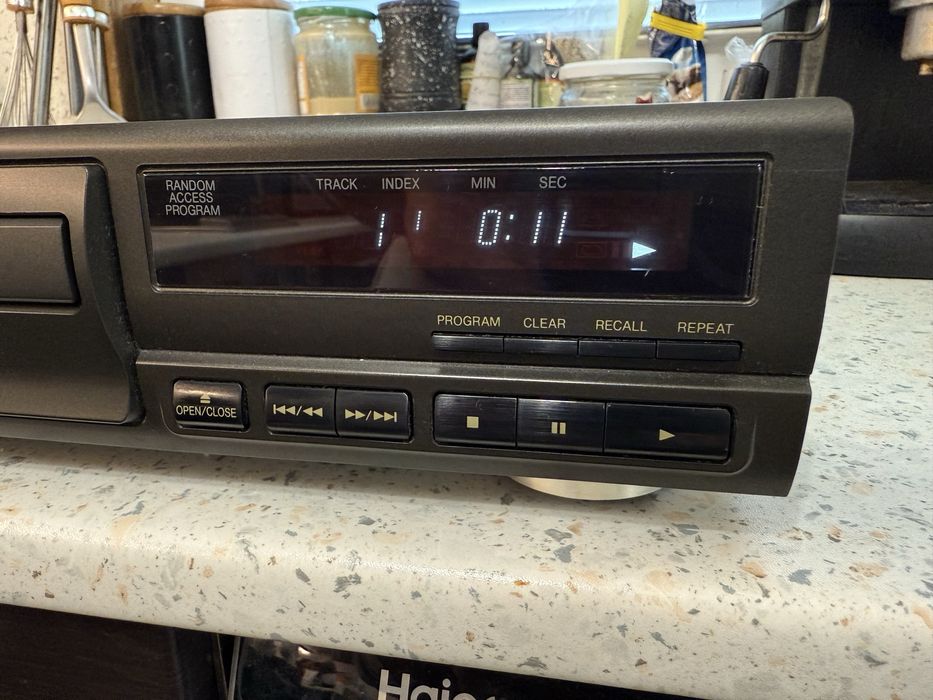 RANDOM
ACCESS
PROGRAM
TRACK INDEX MIN SEC
1 1 0:11
PROGRAM CLEAR RECALL REPEAT
OPEN/CLOSE